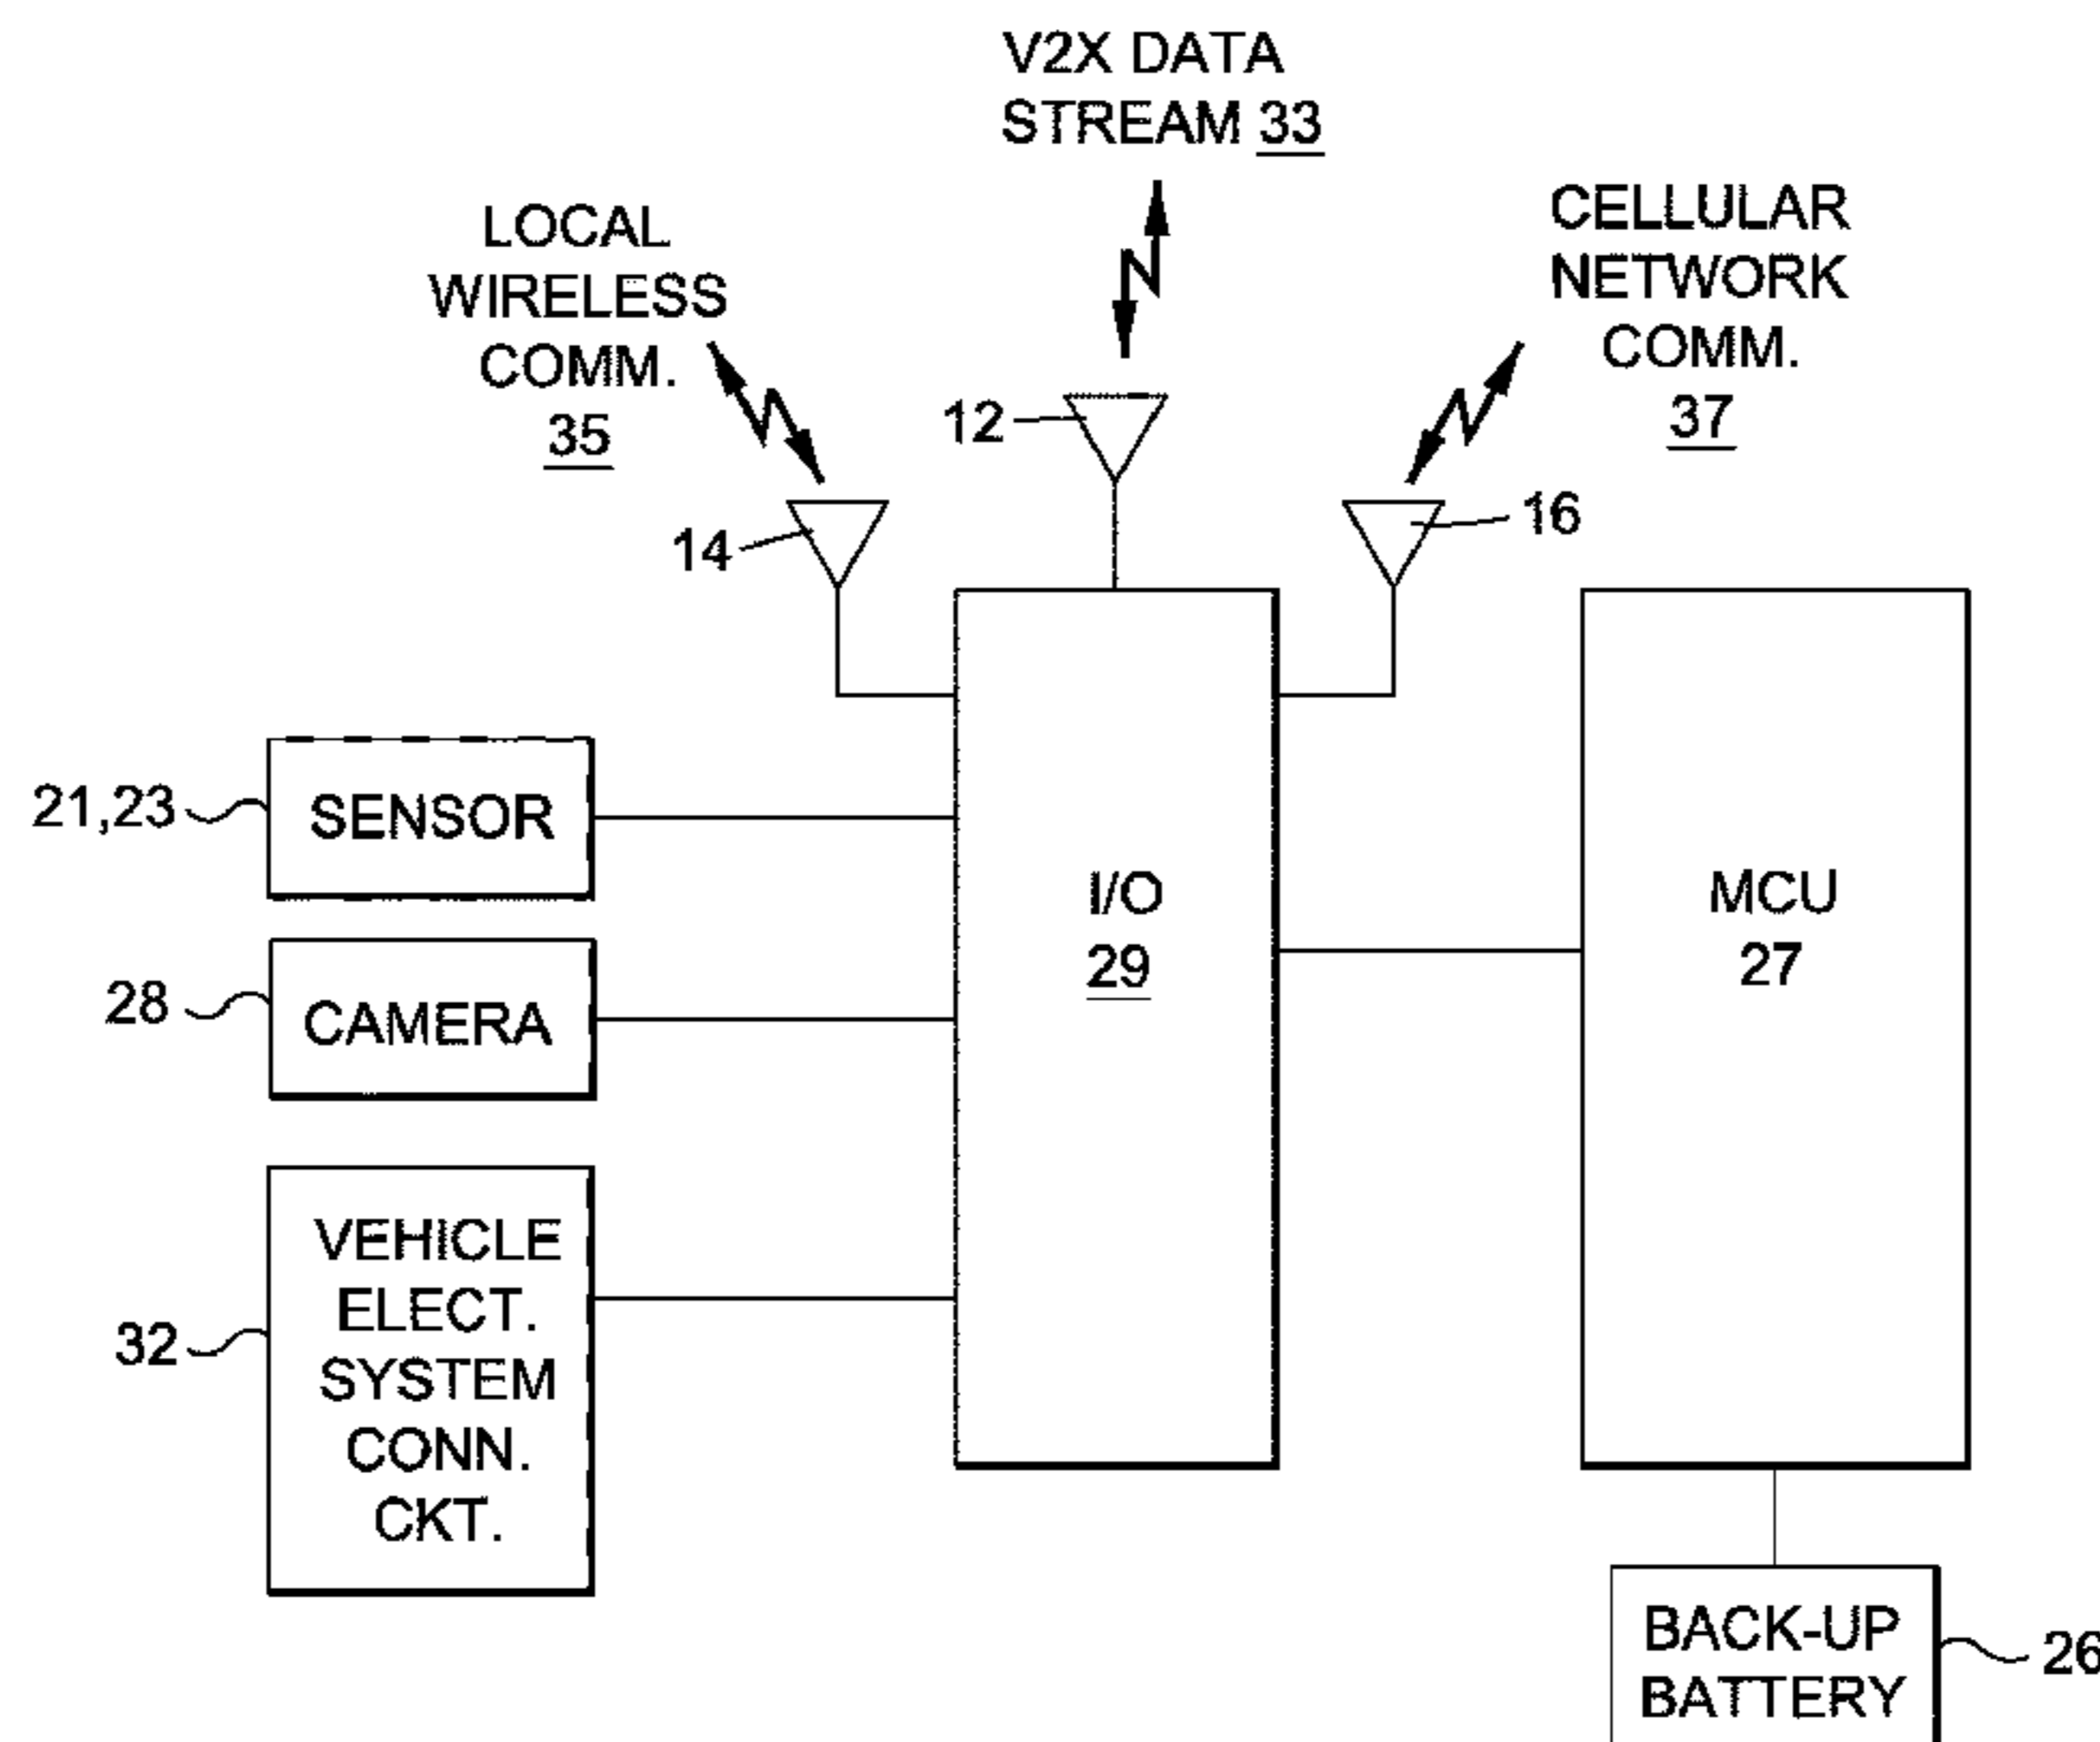 V2X DATA
STREAM 33
LOCAL
WIRELESS
COMM.
35
CELLULAR
NETWORK
COMM.
37
12
14
16
21,23
SENSOR
28
CAMERA
32
VEHICLE
ELECT.
SYSTEM
CONN.
CKT.
I/O
29
MCU
27
BACK-UP
BATTERY
26